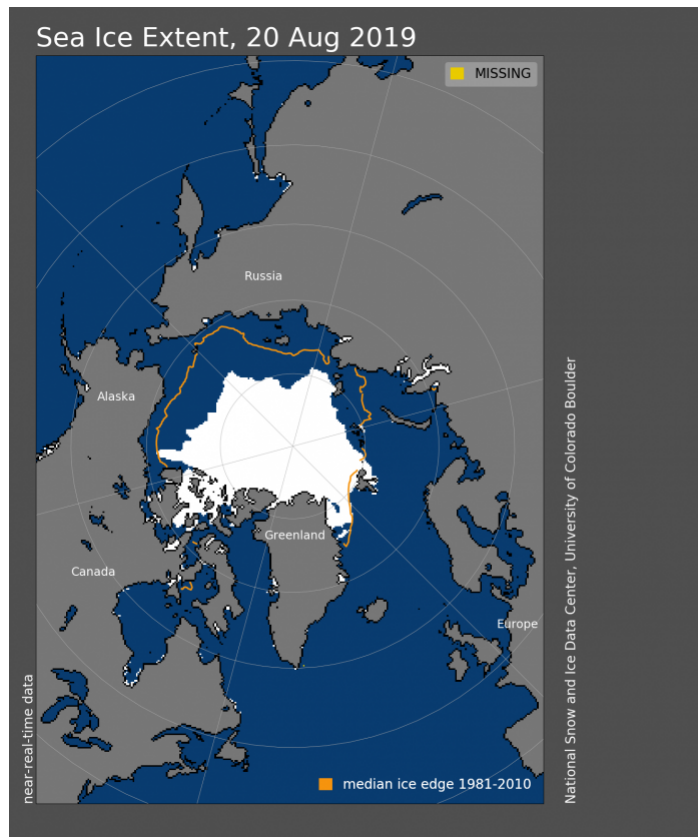 Sea Ice Extent, 20 Aug 2019
MISSING
Russia
Alaska
Greenland
Canada
Europe
near-real-time data
National Snow and Ice Data Center, University of Colorado Boulder
median ice edge 1981-2010